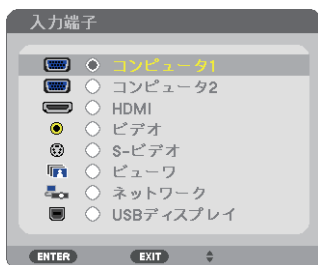 入力端子
コンピュータ1
コンピュータ2
HDMI
ビデオ
S-ビデオ
ビューワ
ネットワーク
USBディスプレイ
ENTER EXIT